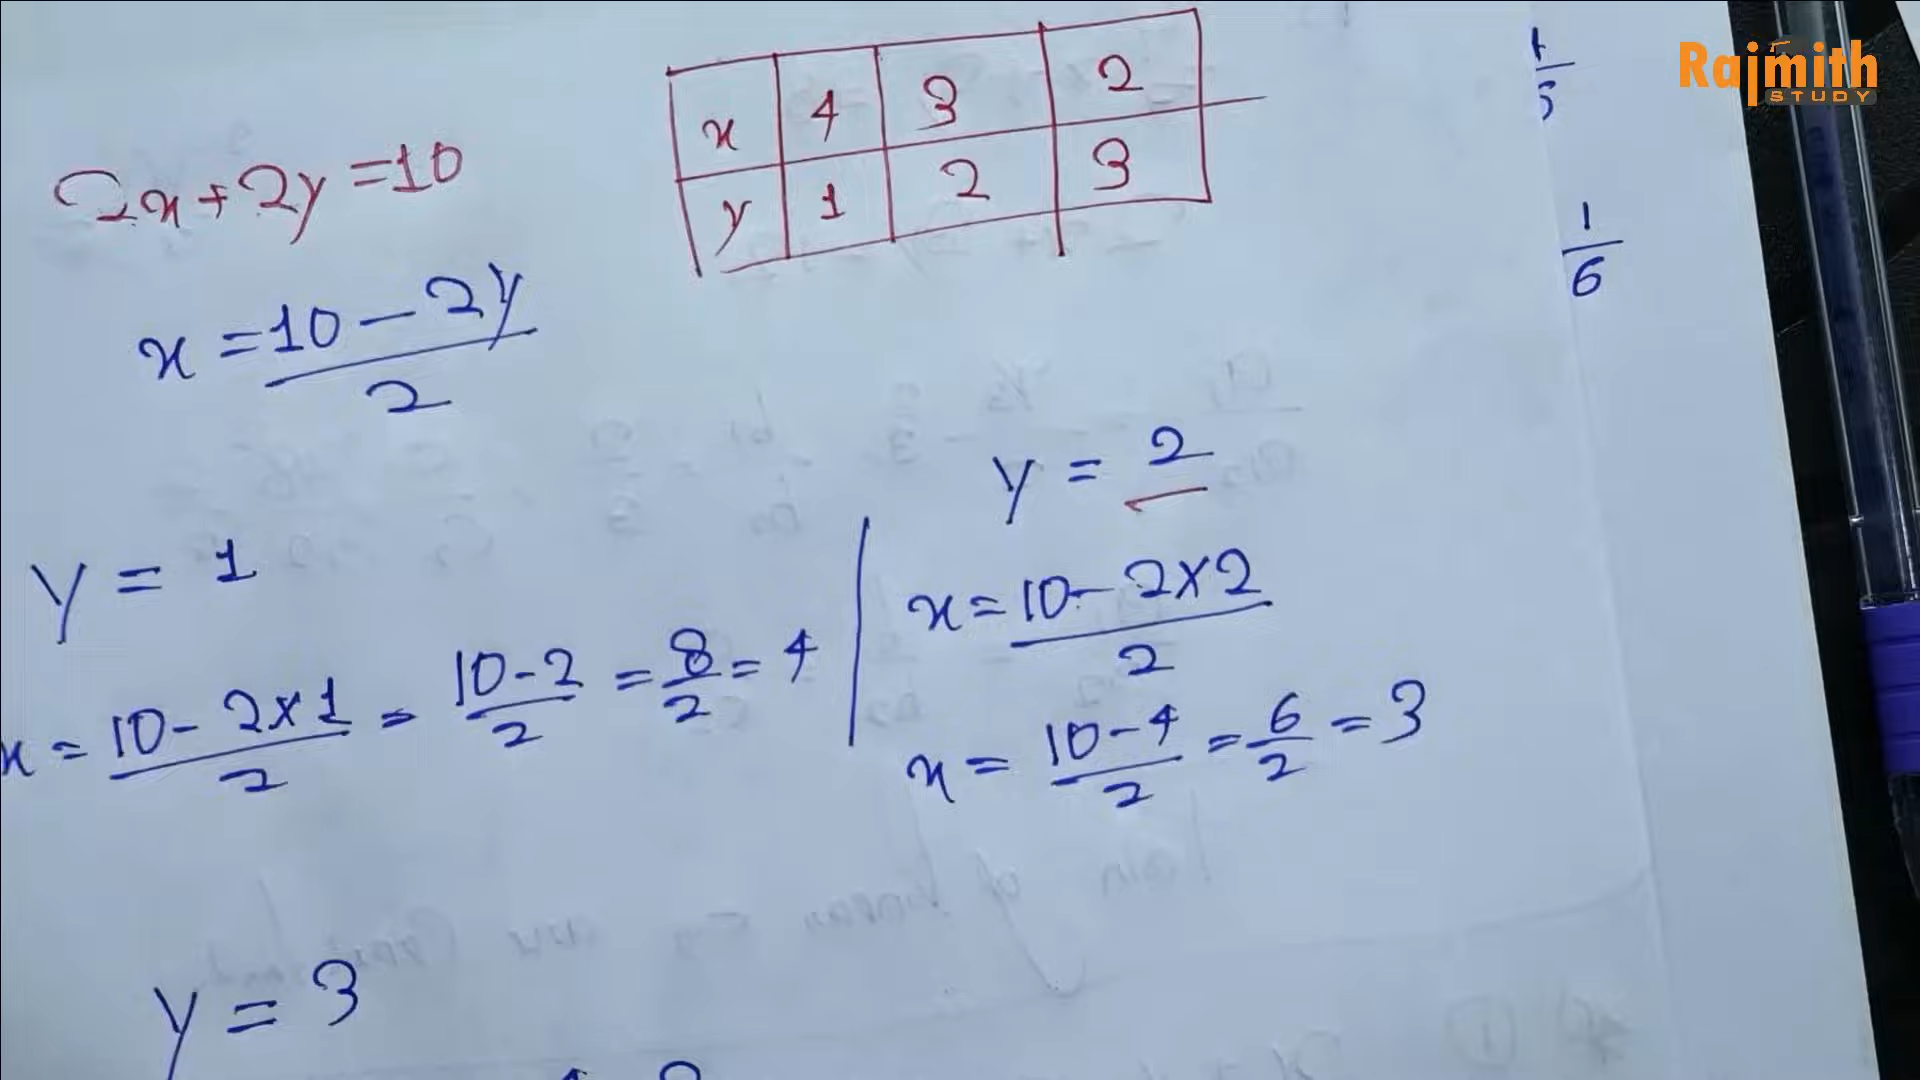 Rajmith
STUDY
2x+2y=10
x 4 3 2
y 1 2 3
1/5
1/6
x = 10-2y/2
y = 1
x = 10-2×1/2 = 10-2/2 = 8/2 = 4
y = 2
x = 10-2×2/2
x = 10-4/2 = 6/2 = 3
y = 3